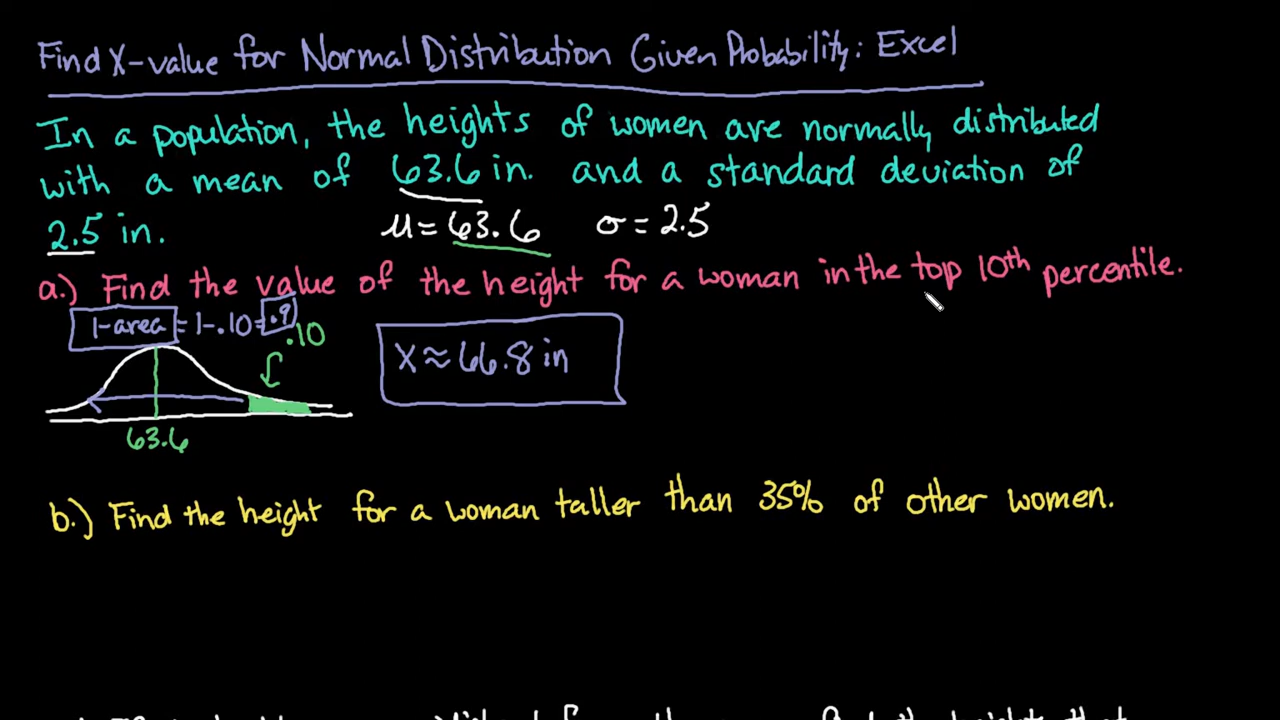 Find X-value for Normal Distribution Given Probability: Excel
In a population, the heights of women are normally distributed
with a mean of 63.6 in. and a standard deviation of
2.5 in.
μ = 63.6 σ = 2.5
a.) Find the value of the height for a woman in the top 10th percentile.
1-area = 1-.10 = .9
.10
X ≈ 66.8 in
63.6
b.) Find the height for a woman taller than 35% of other women.